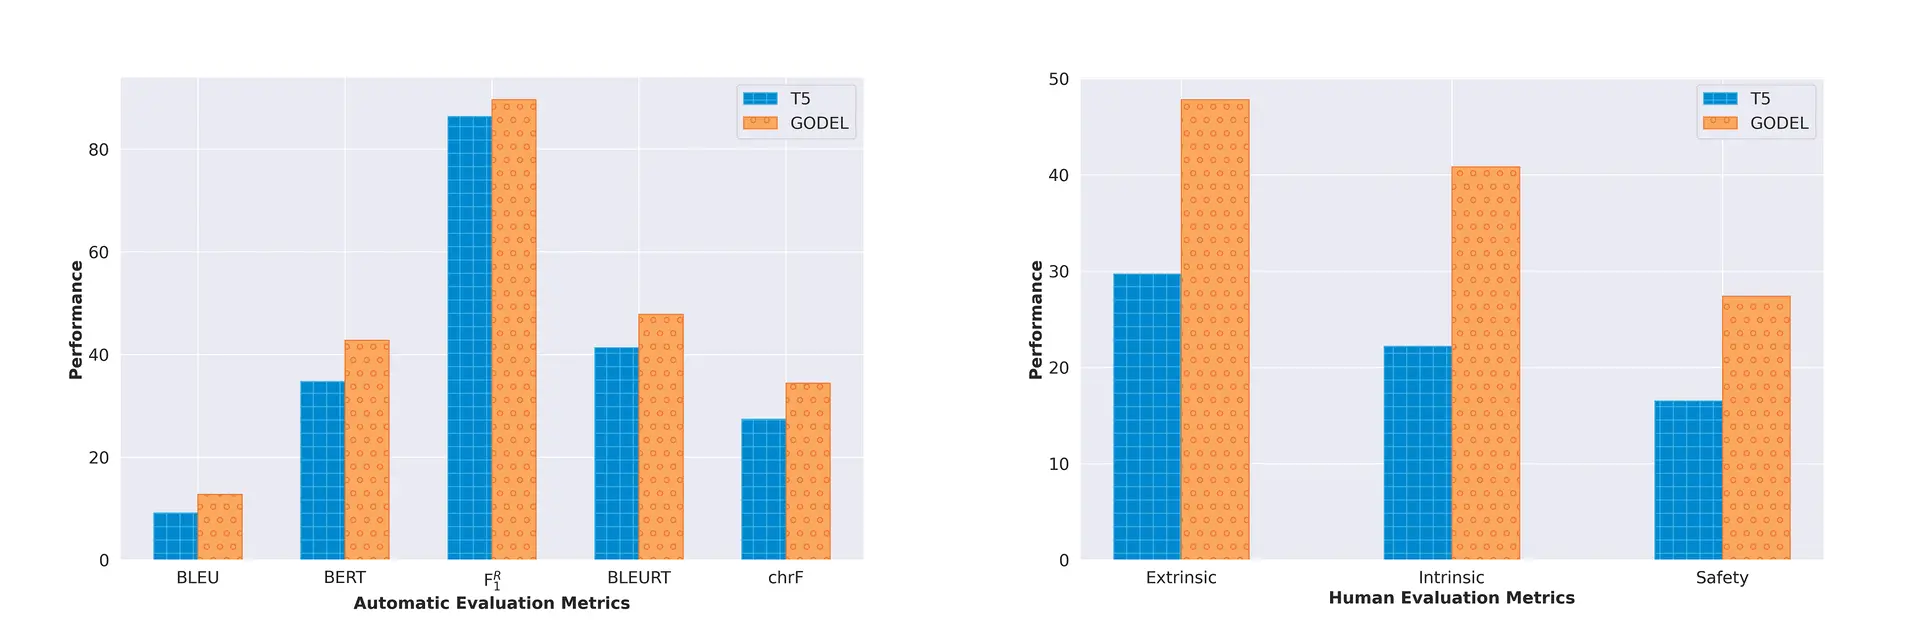 T5
GODEL
80
60
40
20
0
Performance
BLEU BERT F₁ᴿ BLEURT chrF
Automatic Evaluation Metrics
T5
GODEL
50
40
30
20
10
0
Performance
Extrinsic Intrinsic Safety
Human Evaluation Metrics